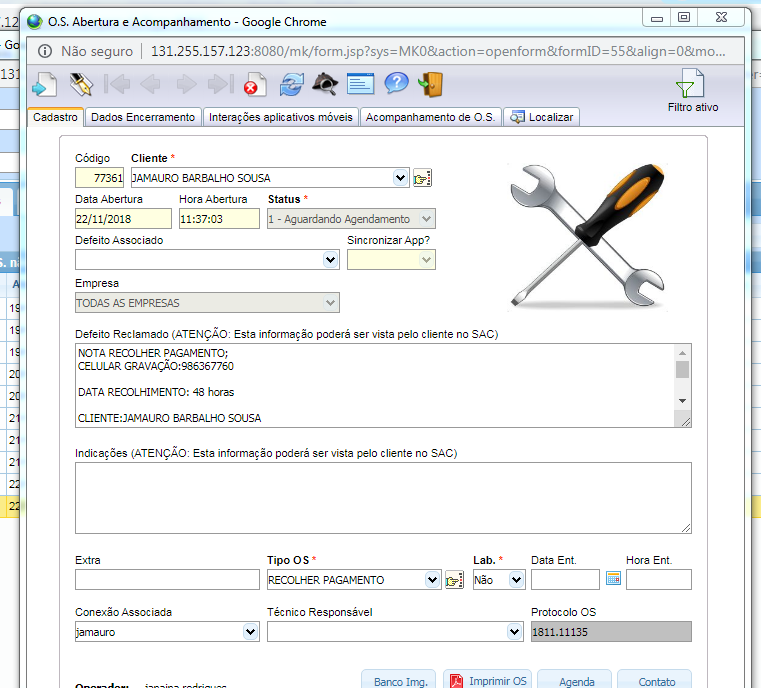 O.S. Abertura e Acompanhamento - Google Chrome
Não seguro | 131.255.157.123:8080/mk/form.jsp?sys=MK0&action=openform&formID=55&align=0&mo...
Filtro ativo
Cadastro Dados Encerramento Interações aplicativos móveis Acompanhamento de O.S. Localizar
Código Cliente *
77361 JAMAURO BARBALHO SOUSA
Data Abertura Hora Abertura Status *
22/11/2018 11:37:03 1 - Aguardando Agendamento
Defeito Associado Sincronizar App?
Empresa
TODAS AS EMPRESAS
Defeito Reclamado (ATENÇÃO: Esta informação poderá ser vista pelo cliente no SAC)
NOTA RECOLHER PAGAMENTO;
CELULAR GRAVAÇÃO:986367760
DATA RECOLHIMENTO: 48 horas
CLIENTE:JAMAURO BARBALHO SOUSA
Indicações (ATENÇÃO: Esta informação poderá ser vista pelo cliente no SAC)
Extra Tipo OS * Lab. * Data Ent. Hora Ent.
RECOLHER PAGAMENTO Não
Conexão Associada Técnico Responsável Protocolo OS
jamauro 1811.11135
Operador: janaina rodrigues
Banco Img. Imprimir OS Agenda Contato